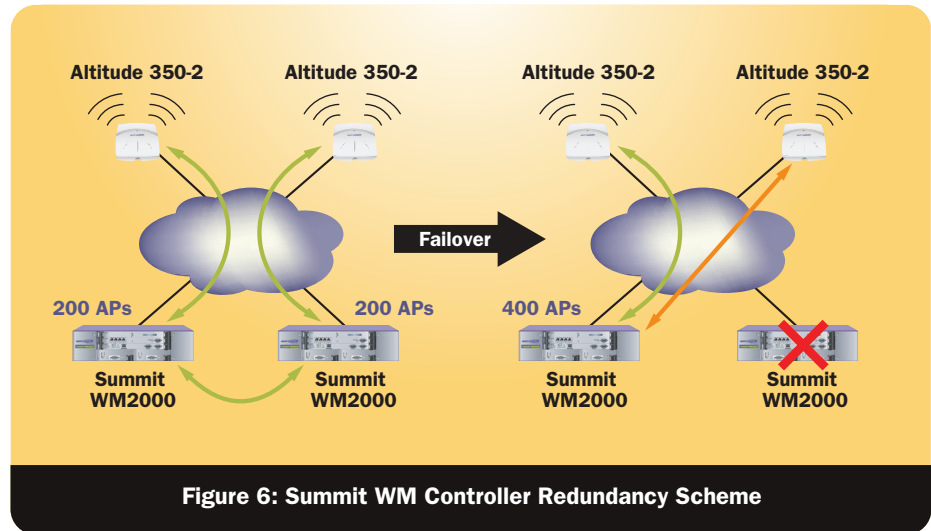 Altitude 350-2
Altitude 350-2
200 APs
200 APs
Summit
WM2000
Summit
WM2000
Failover
Altitude 350-2
Altitude 350-2
400 APs
Summit
WM2000
Summit
WM2000
Figure 6: Summit WM Controller Redundancy Scheme